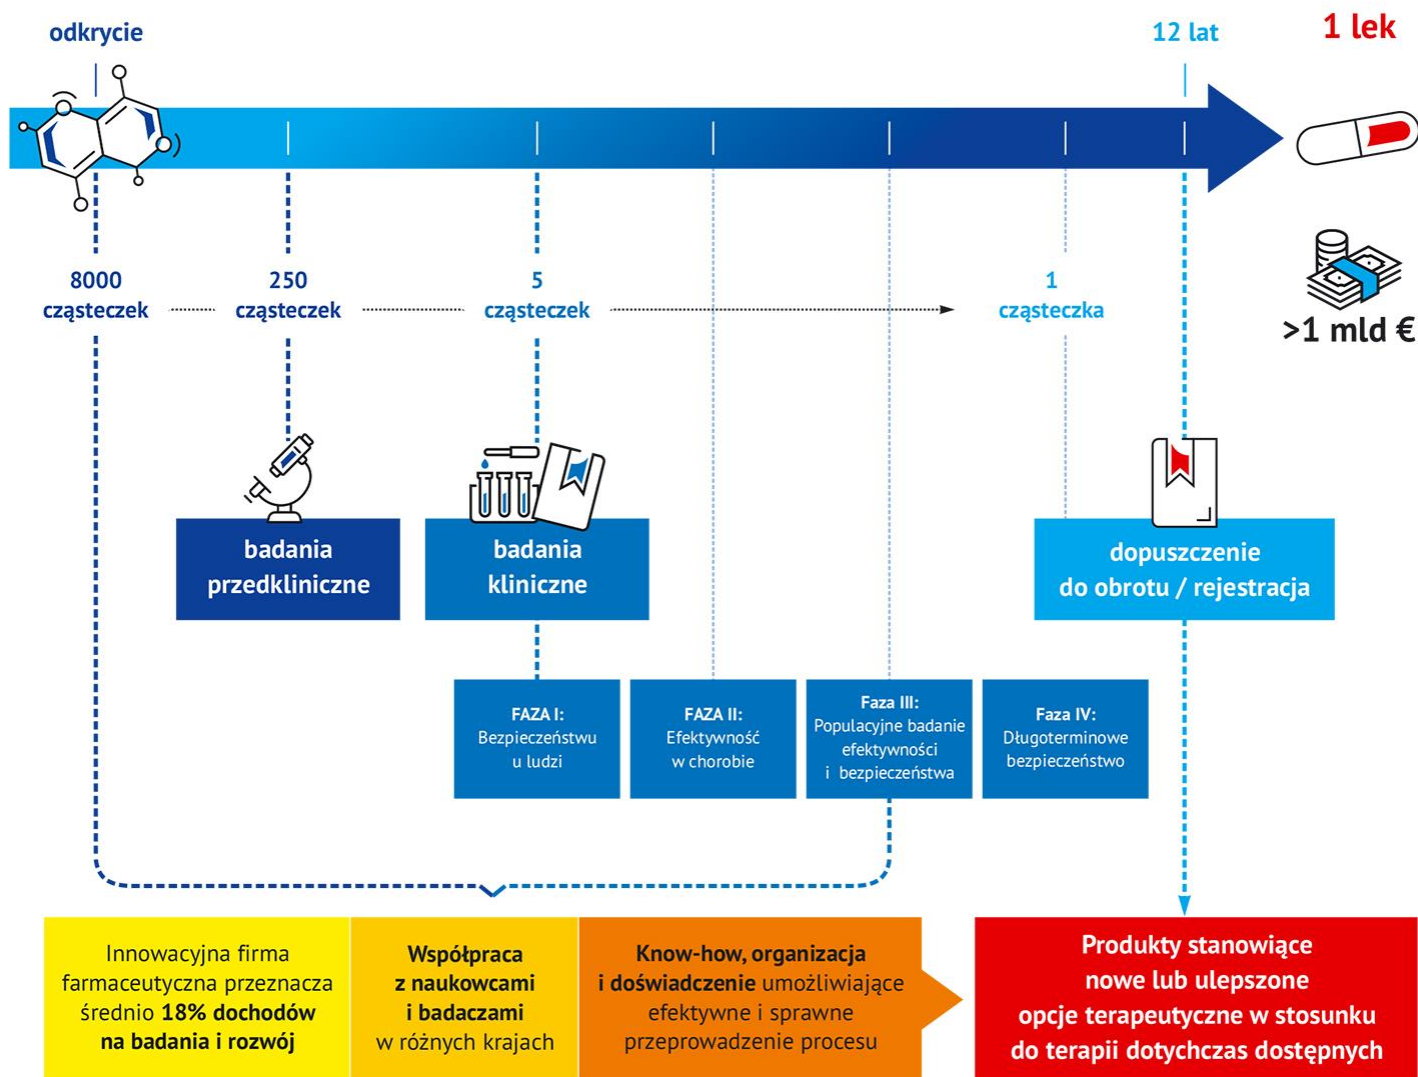 odkrycie
12 lat
1 lek
8000
cząsteczek
250
cząsteczek
5
cząsteczek
1
cząsteczka
>1 mld €
badania
przedkliniczne
badania
kliniczne
dopuszczenie
do obrotu / rejestracja
FAZA I:
Bezpieczeństwu
u ludzi
FAZA II:
Efektywność
w chorobie
Faza III:
Populacyjne badanie
efektywności
i bezpieczeństwa
Faza IV:
Długoterminowe
bezpieczeństwo
Innowacyjna firma
farmaceutyczna przeznacza
średnio 18% dochodów
na badania i rozwój
Współpraca
z naukowcami
i badaczami
w różnych krajach
Know-how, organizacja
i doświadczenie umożliwiające
efektywne i sprawne
przeprowadzenie procesu
Produkty stanowiące
nowe lub ulepszone
opcje terapeutyczne w stosunku
do terapii dotychczas dostępnych